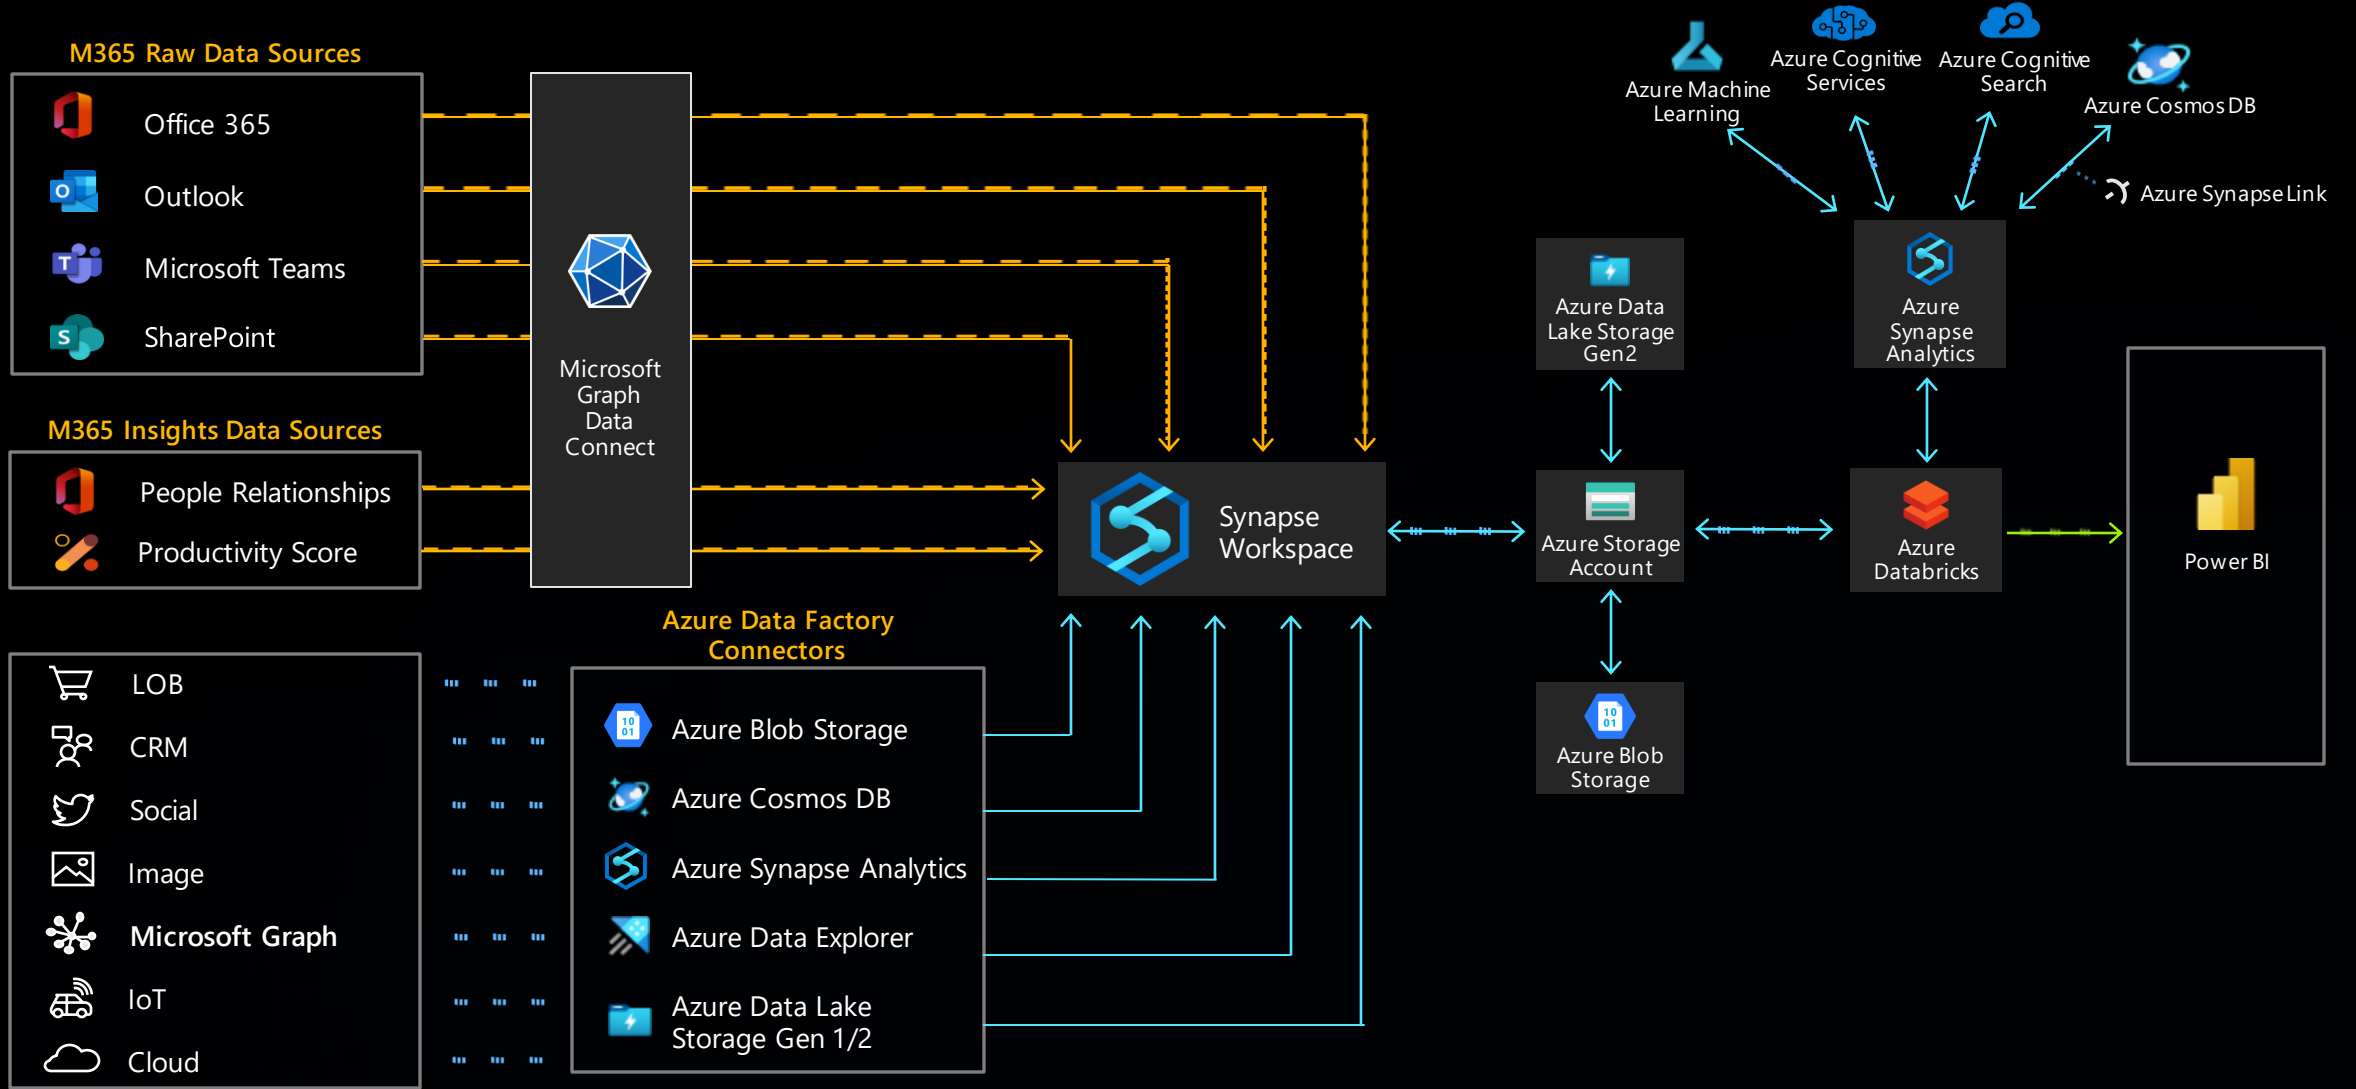 M365 Raw Data Sources
Office 365
Outlook
Microsoft Teams
SharePoint
M365 Insights Data Sources
People Relationships
Productivity Score
LOB
CRM
Social
Image
Microsoft Graph
IoT
Cloud
Microsoft
Graph
Data
Connect
Azure Data Factory
Connectors
Azure Blob Storage
Azure Cosmos DB
Azure Synapse Analytics
Azure Data Explorer
Azure Data Lake
Storage Gen 1/2
Synapse
Workspace
Azure Data
Lake Storage
Gen2
Azure Storage
Account
Azure Blob
Storage
Azure Machine
Learning
Azure Cognitive
Services
Azure Cognitive
Search
Azure Cosmos DB
Azure Synapse Link
Azure
Synapse
Analytics
Azure
Databricks
Power BI